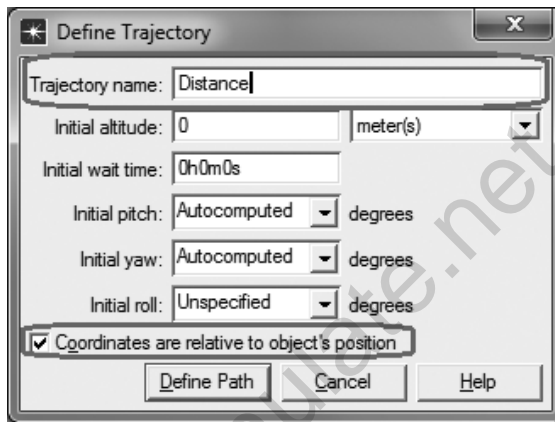 Define Trajectory
Trajectory name: Distance
Initial altitude: 0 meter(s)
Initial wait time: 0h0m0s
Initial pitch: Autocomputed degrees
Initial yaw: Autocomputed degrees
Initial roll: Unspecified degrees
Coordinates are relative to object's position
Define Path Cancel Help